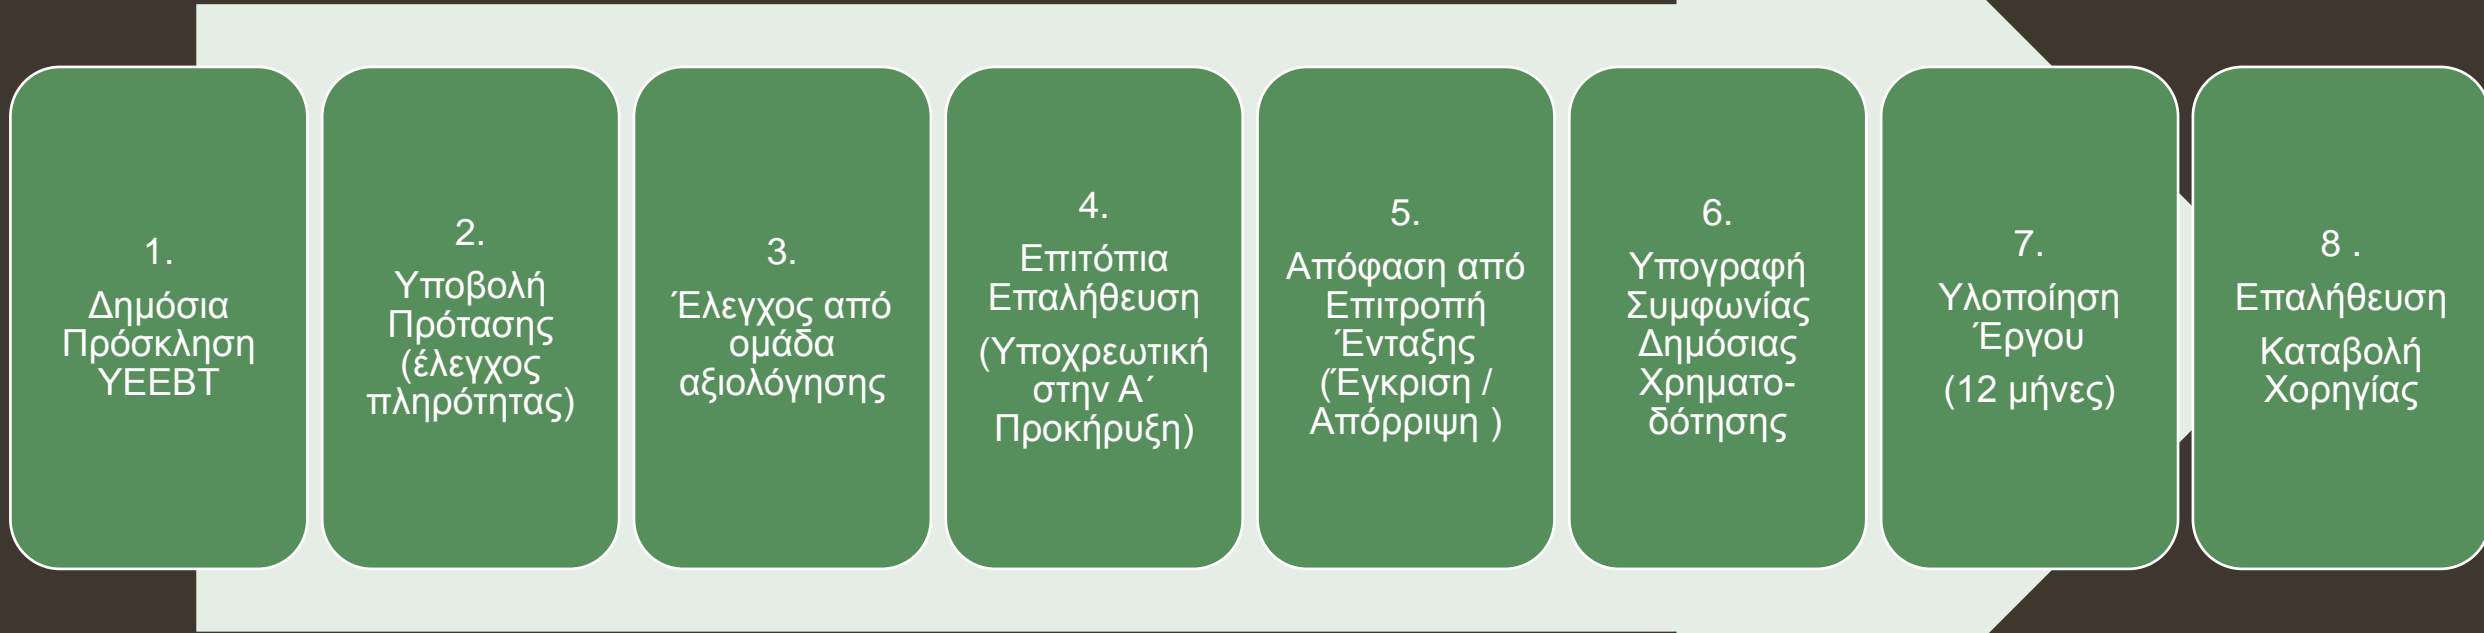 1.
Δημόσια
Πρόσκληση
ΥΕΕΒΤ
2.
Υποβολή
Πρότασης
(έλεγχος
πληρότητας)
3.
Έλεγχος από
ομάδα
αξιολόγησης
4.
Επιτόπια
Επαλήθευση
(Υποχρεωτική
στην Α΄
Προκήρυξη)
5.
Απόφαση από
Επιτροπή
Ένταξης
(Έγκριση /
Απόρριψη )
6.
Υπογραφή
Συμφωνίας
Δημόσιας
Χρηματο-
δότησης
7.
Υλοποίηση
Έργου
(12 μήνες)
8 .
Επαλήθευση
Καταβολή
Χορηγίας